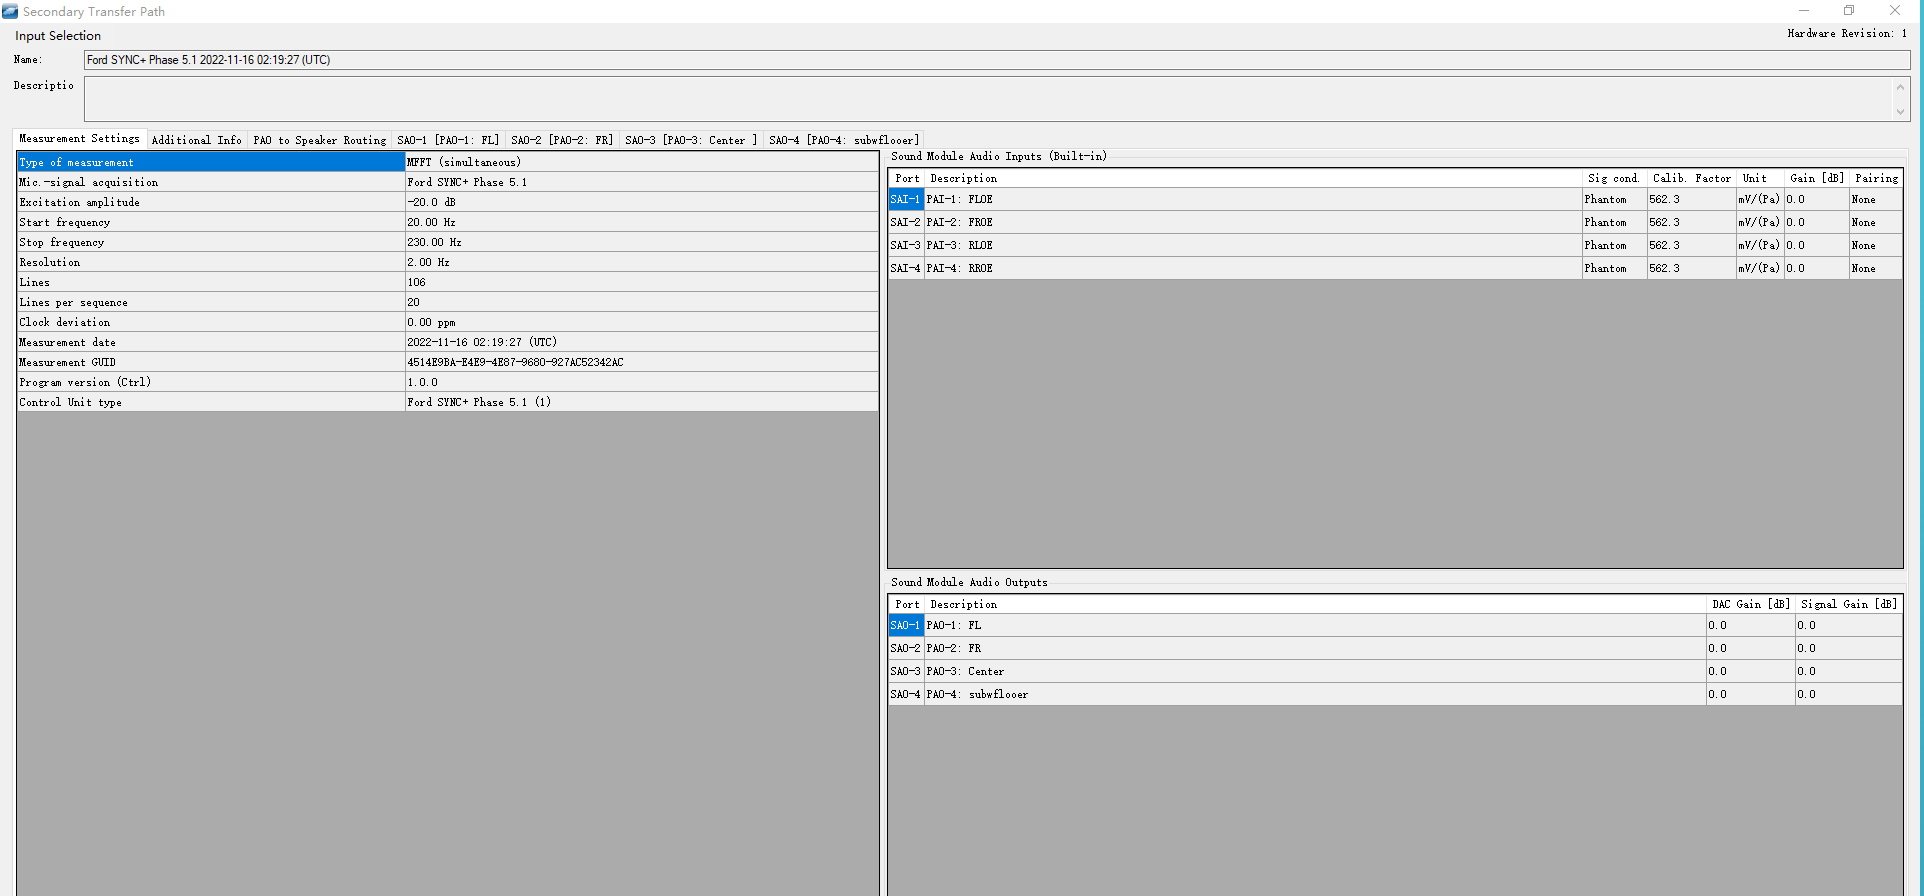 Secondary Transfer Path
Input Selection
Hardware Revision: 1
Name: Ford SYNC+ Phase 5.1 2022-11-16 02:19:27 (UTC)
Descriptio
Measurement Settings Additional Info PAO to Speaker Routing SAO-1 [PAO-1: FL] SAO-2 [PAO-2: FR] SAO-3 [PAO-3: Center ] SAO-4 [PAO-4: subwflooer]
Type of measurement MFFT (simultaneous)
Mic.-signal acquisition Ford SYNC+ Phase 5.1
Excitation amplitude -20.0 dB
Start frequency 20.00 Hz
Stop frequency 230.00 Hz
Resolution 2.00 Hz
Lines 106
Lines per sequence 20
Clock deviation 0.00 ppm
Measurement date 2022-11-16 02:19:27 (UTC)
Measurement GUID 4514E9BA-E4E9-4E87-9680-927AC52342AC
Program version (Ctrl) 1.0.0
Control Unit type Ford SYNC+ Phase 5.1 (1)
Sound Module Audio Inputs (Built-in)
Port Description Sig cond. Calib. Factor Unit Gain [dB] Pairing
SAI-1 PAI-1: FLOE Phantom 562.3 mV/(Pa) 0.0 None
SAI-2 PAI-2: FROE Phantom 562.3 mV/(Pa) 0.0 None
SAI-3 PAI-3: RLOE Phantom 562.3 mV/(Pa) 0.0 None
SAI-4 PAI-4: RROE Phantom 562.3 mV/(Pa) 0.0 None
Sound Module Audio Outputs
Port Description DAC Gain [dB] Signal Gain [dB]
SAO-1 PAO-1: FL 0.0 0.0
SAO-2 PAO-2: FR 0.0 0.0
SAO-3 PAO-3: Center 0.0 0.0
SAO-4 PAO-4: subwflooer 0.0 0.0